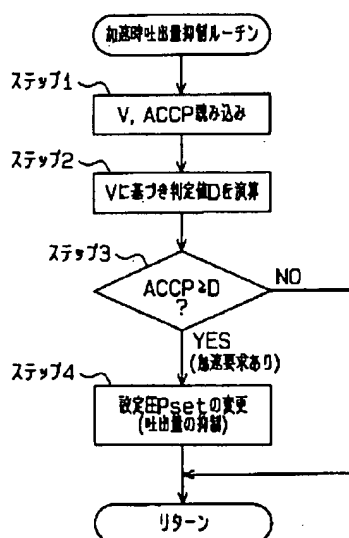 加速時吐出量抑制ルーチン
ステップ1
V, ACCP読み込み
ステップ2
Vに基づき判定値Dを演算
ステップ3
ACCP≧D
?
NO
YES
(加速要求あり)
ステップ4
設定圧Psetの変更
(吐出量の抑制)
リターン